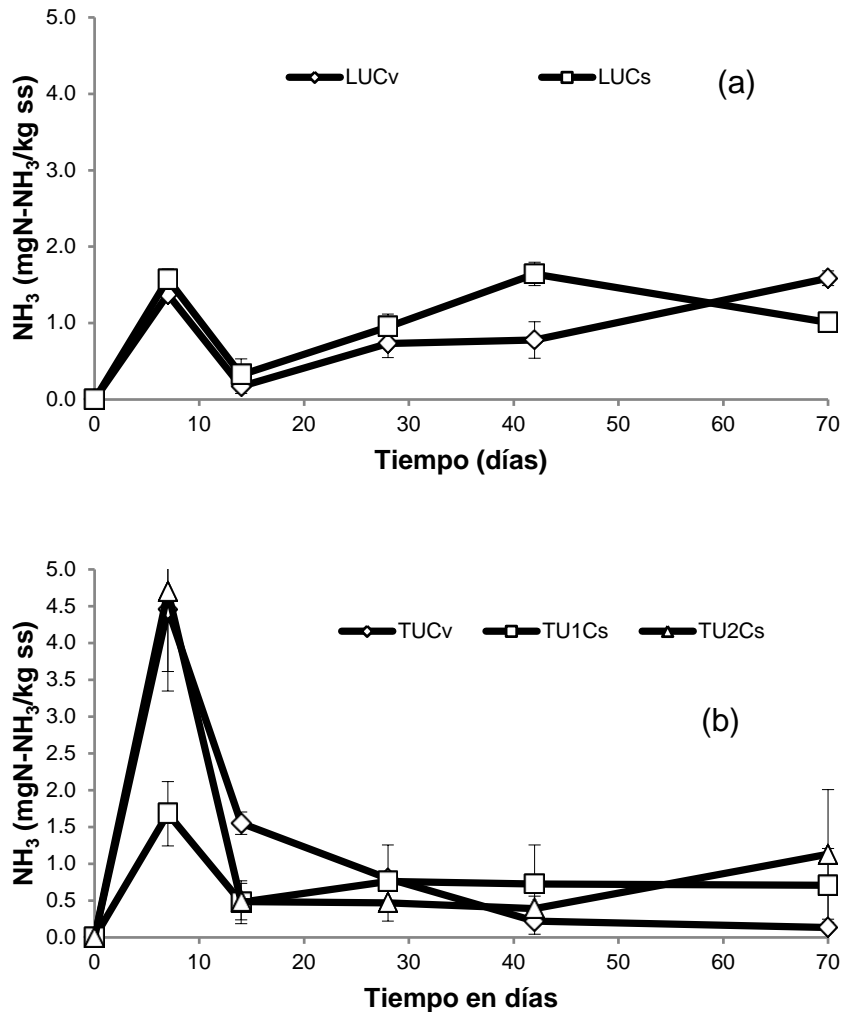 5.0
4.0
3.0
2.0
1.0
0.0
NH3 (mgN-NH3/kg ss)
LUCv LUCs
(a)
0 10 20 30 40 50 60 70
Tiempo (días)
5.0
4.5
4.0
3.5
3.0
2.5
2.0
1.5
1.0
0.5
0.0
NH3 (mgN-NH3/kg ss)
TUCv TU1Cs TU2Cs
(b)
0 10 20 30 40 50 60 70
Tiempo en días